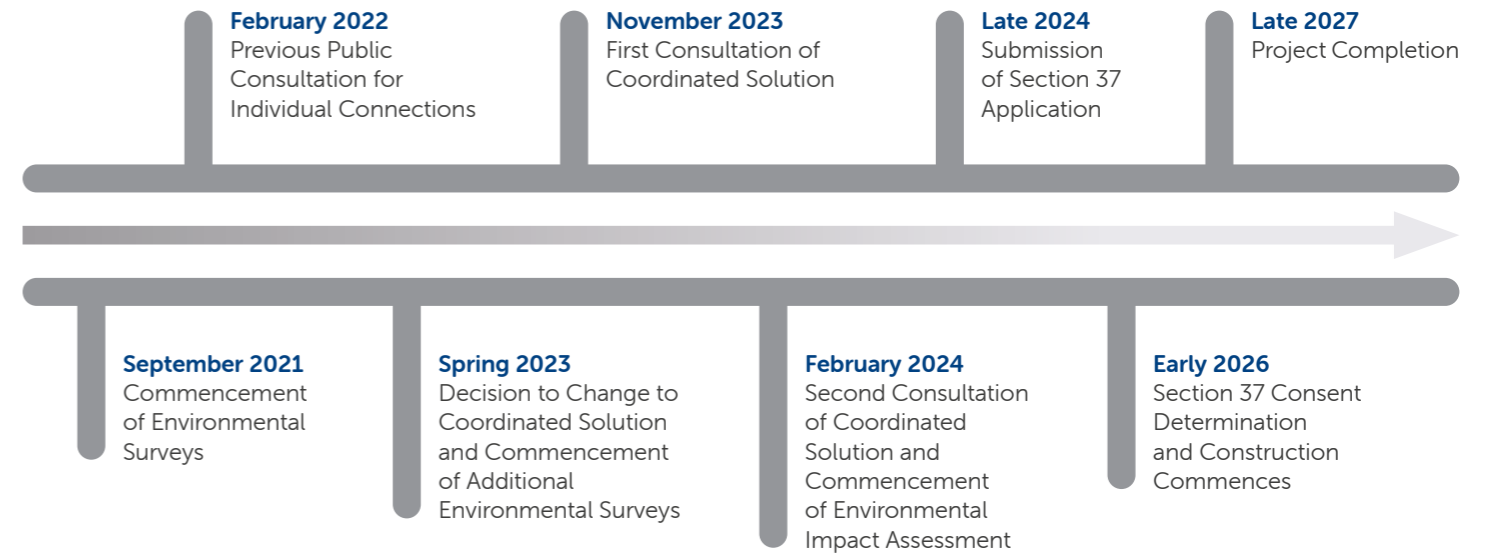 February 2022
Previous Public
Consultation for
Individual Connections
November 2023
First Consultation of
Coordinated Solution
Late 2024
Submission
of Section 37
Application
Late 2027
Project Completion
September 2021
Commencement
of Environmental
Surveys
Spring 2023
Decision to Change to
Coordinated Solution
and Commencement
of Additional
Environmental Surveys
February 2024
Second Consultation
of Coordinated
Solution and
Commencement
of Environmental
Impact Assessment
Early 2026
Section 37 Consent
Determination
and Construction
Commences